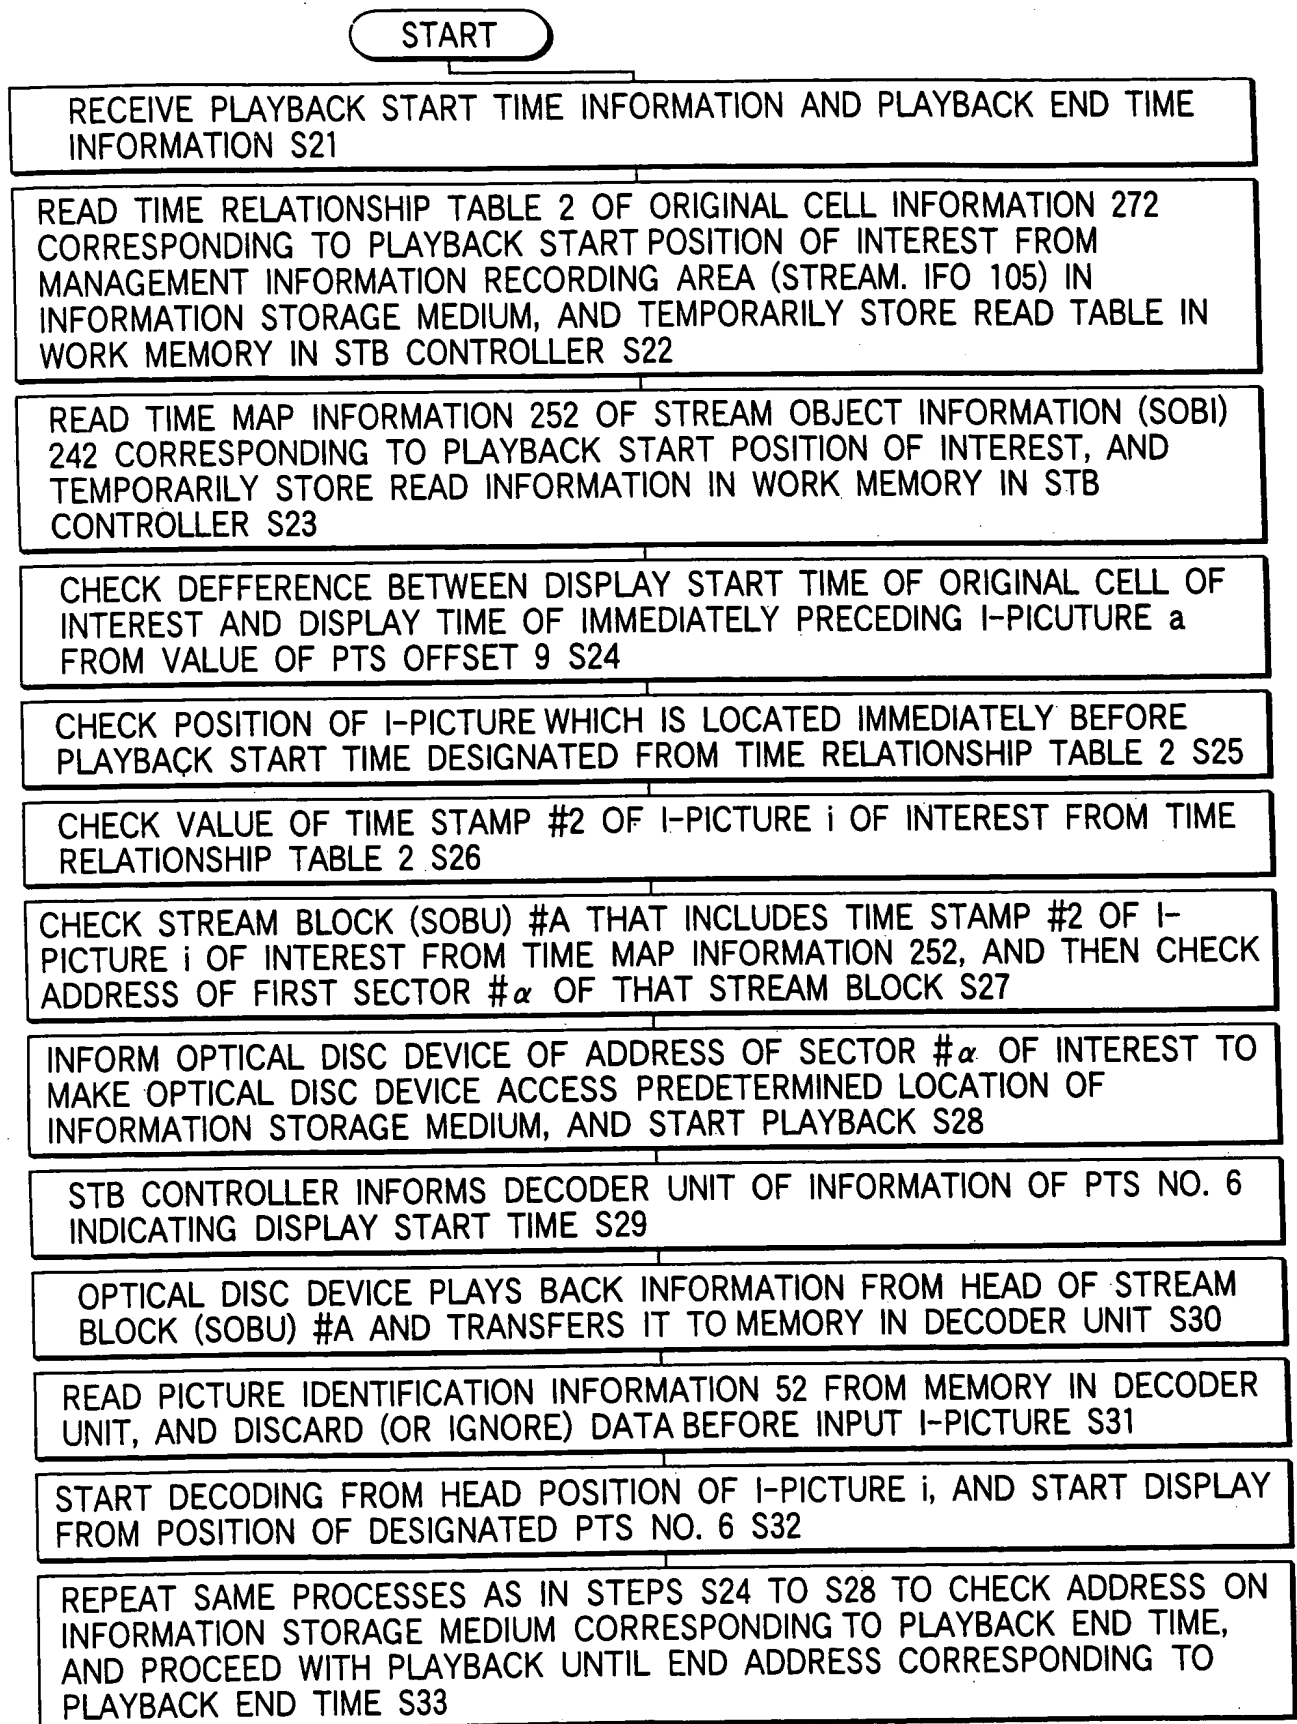 START
RECEIVE PLAYBACK START TIME INFORMATION AND PLAYBACK END TIME
INFORMATION S21
READ TIME RELATIONSHIP TABLE 2 OF ORIGINAL CELL INFORMATION 272
CORRESPONDING TO PLAYBACK START POSITION OF INTEREST FROM
MANAGEMENT INFORMATION RECORDING AREA (STREAM. IFO 105) IN
INFORMATION STORAGE MEDIUM, AND TEMPORARILY STORE READ TABLE IN
WORK MEMORY IN STB CONTROLLER S22
READ TIME MAP INFORMATION 252 OF STREAM OBJECT INFORMATION (SOBI)
242 CORRESPONDING TO PLAYBACK START POSITION OF INTEREST, AND
TEMPORARILY STORE READ INFORMATION IN WORK MEMORY IN STB
CONTROLLER S23
CHECK DEFFERENCE BETWEEN DISPLAY START TIME OF ORIGINAL CELL OF
INTEREST AND DISPLAY TIME OF IMMEDIATELY PRECEDING I-PICUTURE a
FROM VALUE OF PTS OFFSET 9 S24
CHECK POSITION OF I-PICTURE WHICH IS LOCATED IMMEDIATELY BEFORE
PLAYBACK START TIME DESIGNATED FROM TIME RELATIONSHIP TABLE 2 S25
CHECK VALUE OF TIME STAMP #2 OF I-PICTURE i OF INTEREST FROM TIME
RELATIONSHIP TABLE 2 S26
CHECK STREAM BLOCK (SOBU) #A THAT INCLUDES TIME STAMP #2 OF I-
PICTURE i OF INTEREST FROM TIME MAP INFORMATION 252, AND THEN CHECK
ADDRESS OF FIRST SECTOR #α OF THAT STREAM BLOCK S27
INFORM OPTICAL DISC DEVICE OF ADDRESS OF SECTOR #α OF INTEREST TO
MAKE OPTICAL DISC DEVICE ACCESS PREDETERMINED LOCATION OF
INFORMATION STORAGE MEDIUM, AND START PLAYBACK S28
STB CONTROLLER INFORMS DECODER UNIT OF INFORMATION OF PTS NO. 6
INDICATING DISPLAY START TIME S29
OPTICAL DISC DEVICE PLAYS BACK INFORMATION FROM HEAD OF STREAM
BLOCK (SOBU) #A AND TRANSFERS IT TO MEMORY IN DECODER UNIT S30
READ PICTURE IDENTIFICATION INFORMATION 52 FROM MEMORY IN DECODER
UNIT, AND DISCARD (OR IGNORE) DATA BEFORE INPUT I-PICTURE S31
START DECODING FROM HEAD POSITION OF I-PICTURE i, AND START DISPLAY
FROM POSITION OF DESIGNATED PTS NO. 6 S32
REPEAT SAME PROCESSES AS IN STEPS S24 TO S28 TO CHECK ADDRESS ON
INFORMATION STORAGE MEDIUM CORRESPONDING TO PLAYBACK END TIME,
AND PROCEED WITH PLAYBACK UNTIL END ADDRESS CORRESPONDING TO
PLAYBACK END TIME S33